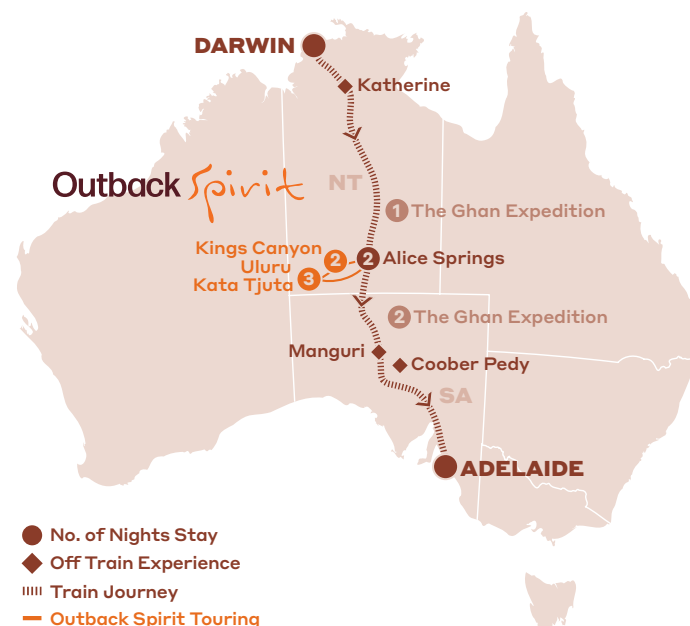 DARWIN
Katherine
Outback Spirit
NT
1 The Ghan Expedition
Kings Canyon 2
2 Alice Springs
Uluru
Kata Tjuta 3
2 The Ghan Expedition
Manguri
Coober Pedy
SA
ADELAIDE
No. of Nights Stay
Off Train Experience
Train Journey
Outback Spirit Touring